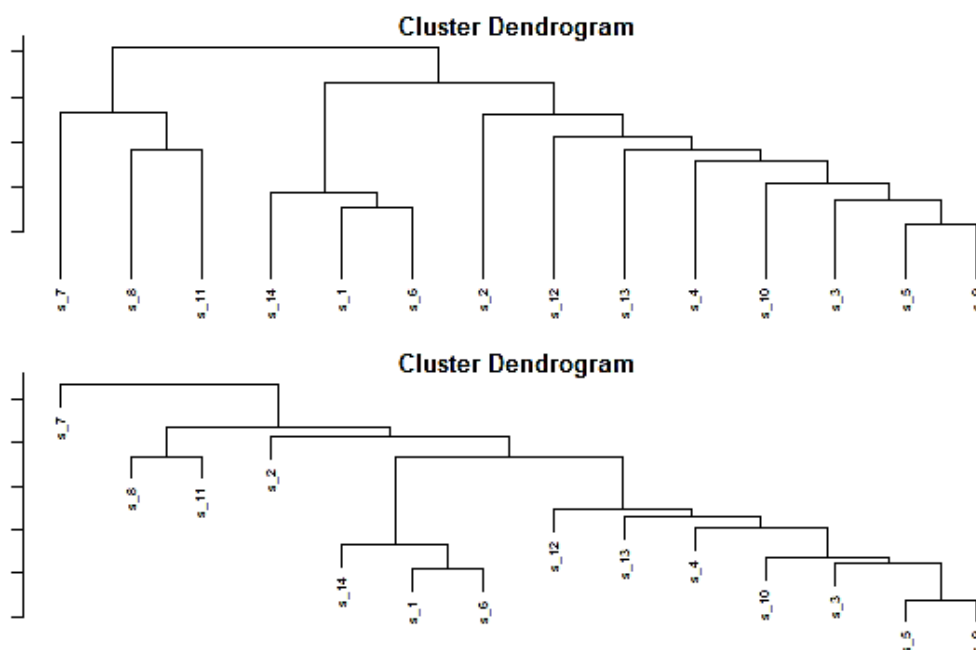 Cluster Dendrogram
s_7 s_8 s_11 s_14 s_1 s_6 s_2 s_12 s_13 s_4 s_10 s_3 s_5
Cluster Dendrogram
s_7 s_8 s_11 s_2 s_14 s_1 s_6 s_12 s_13 s_4 s_10 s_3 s_5